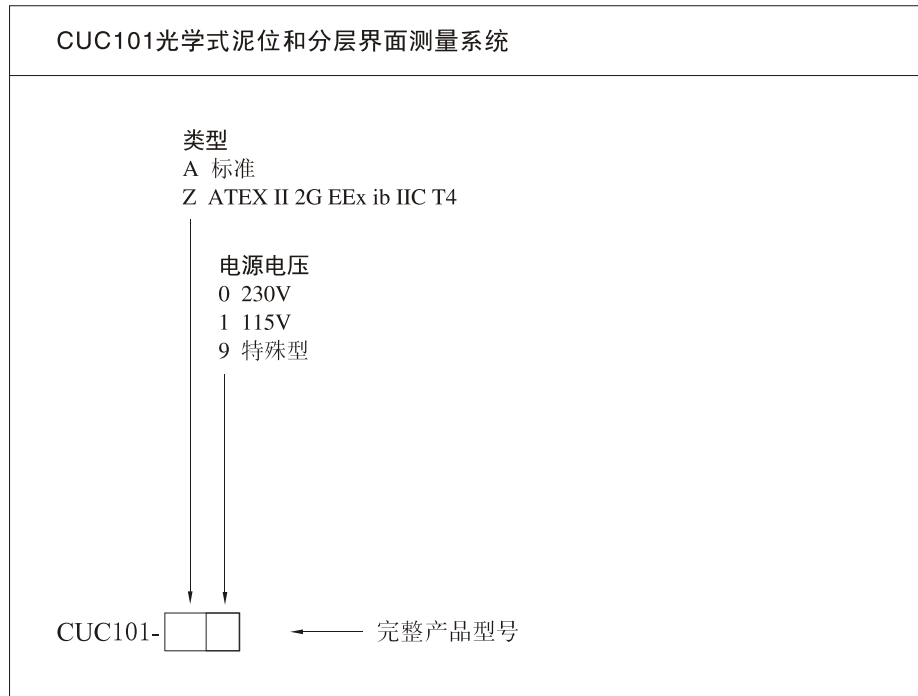 CUC101光学式泥位和分层界面测量系统
类型
A 标准
Z ATEX II 2G EEx ib IIC T4
电源电压
0 230V
1 115V
9 特殊型
CUC101-
完整产品型号